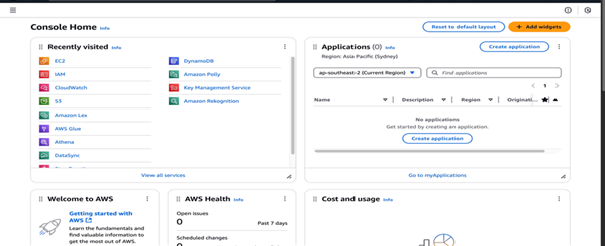 Console Home Info
Reset to default layout
+ Add widgets
Recently visited Info
EC2
IAM
CloudWatch
S3
Amazon Lex
AWS Glue
Athena
DataSync
DynamoDB
Amazon Polly
Key Management Service
Amazon Rekognition
View all services
Applications (0) Info
Region: Asia Pacific (Sydney)
Create application
ap-southeast-2 (Current Region)
Find applications
1
Name
Description
Region
Originati...
No applications
Get started by creating an application.
Create application
Go to myApplications
Welcome to AWS
Getting started with
AWS
Learn the fundamentals and
find valuable information to
get the most out of AWS.
AWS Health Info
Open issues
0
Past 7 days
Scheduled changes
Cost and usage Info